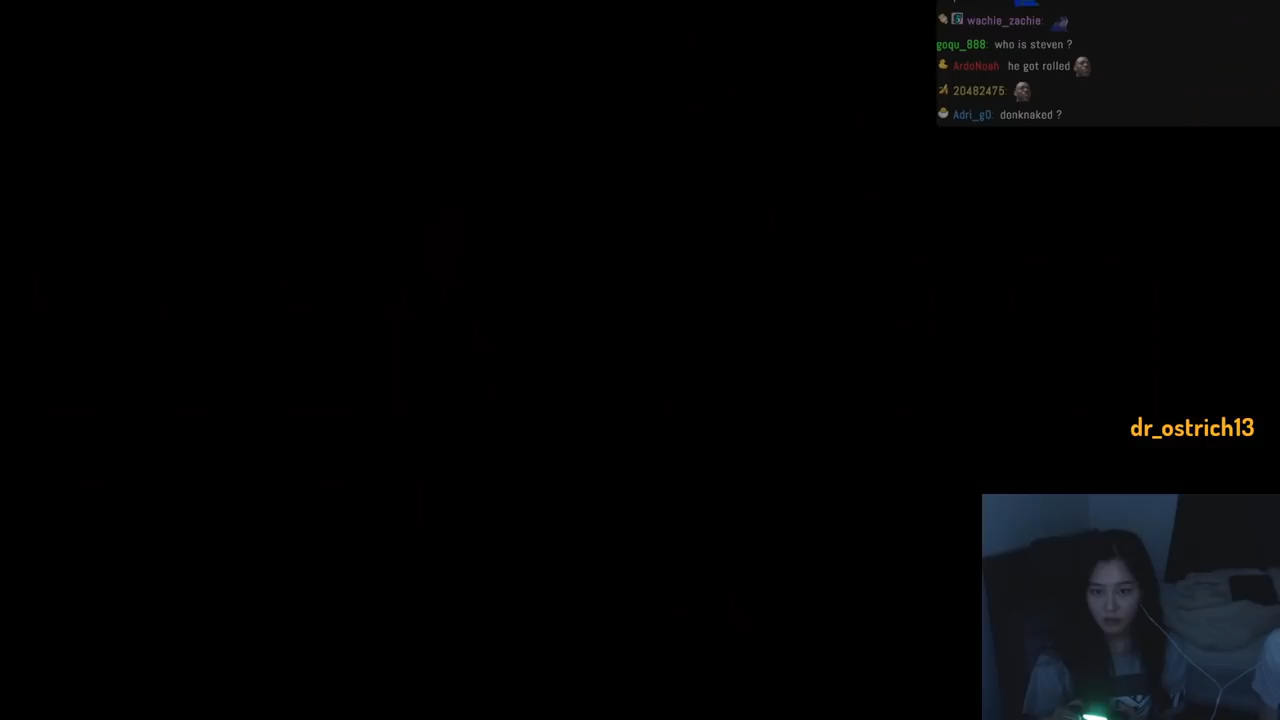 wachie_zachie:
goqu_888: who is steven ?
ArdoNoah he got rolled
20482475:
Adri_g0: donknaked ?
dr_ostrich13